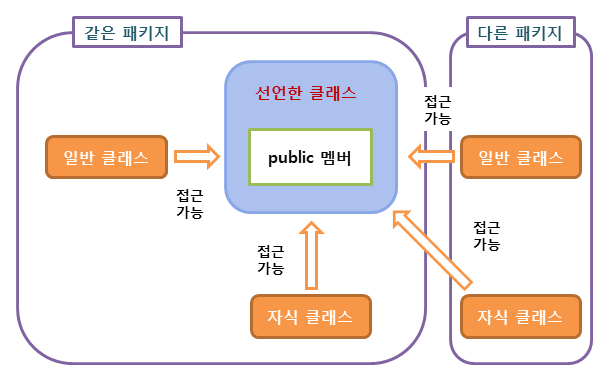 같은 패키지
다른 패키지
선언한 클래스
public 멤버
일반 클래스
접근
가능
접근
가능
일반 클래스
접근
가능
자식 클래스
접근
가능
자식 클래스